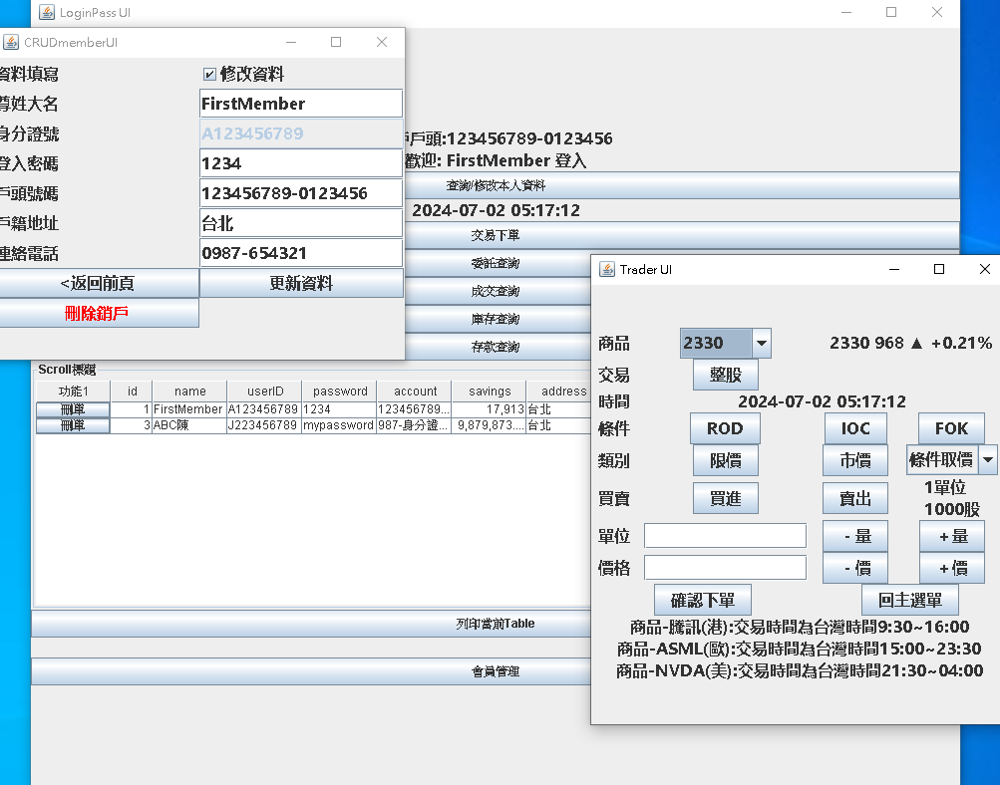 LoginPass UI
CRUDmemberUI
資料填寫
修改資料
尊姓大名 FirstMember
身分證號 A123456789
登入密碼 1234
戶頭號碼 123456789-0123456
戶籍地址 台北
連絡電話 0987-654321
<返回前頁 更新資料
刪除銷戶
戶頭:123456789-0123456
歡迎: FirstMember 登入
查詢/修改本人資料
2024-07-02 05:17:12
交易下單
委託查詢
成交查詢
庫存查詢
存款查詢
Scroll標題
功能1 id name userID password account savings address
刪單 1 FirstMember A123456789 1234 123456789... 17,913 台北
刪單 3 ABC陳 J223456789 mypassword 987-身分證... 9,879,873.... 台北
列印當前Table
會員管理
Trader UI
商品 2330 2330 968 ▲ +0.21%
交易 整股
時間 2024-07-02 05:17:12
條件 ROD IOC FOK
類別 限價 市價 條件取價
買賣 買進 賣出 1單位
1000股
單位 - 量 + 量
價格 - 價 + 價
確認下單 回主選單
商品-騰訊(港):交易時間為台灣時間9:30~16:00
商品-ASML(歐):交易時間為台灣時間15:00~23:30
商品-NVDA(美):交易時間為台灣時間21:30~04:00